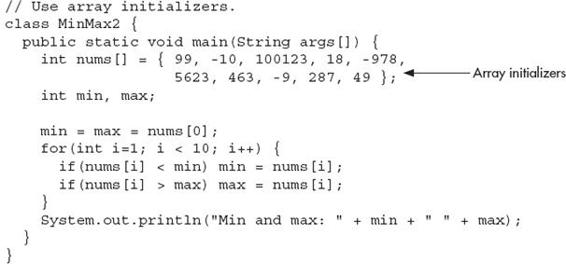 // Use array initializers.
class MinMax2 {
  public static void main(String args[]) {
    int nums[] = { 99, -10, 100123, 18, -978,
                   5623, 463, -9, 287, 49 };
Array initializers
    int min, max;

    min = max = nums[0];
    for(int i=1; i < 10; i++) {
      if(nums[i] < min) min = nums[i];
      if(nums[i] > max) max = nums[i];
    }
    System.out.println("Min and max: " + min + " " + max);
  }
}